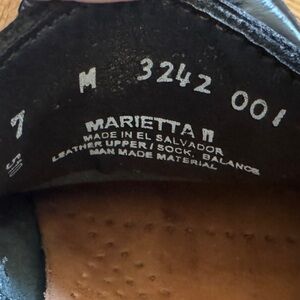 M 3242 001
7
MARIETTA II
MADE IN EL SALVADOR
LEATHER UPPER / SOCK, BALANCE
MAN MADE MATERIAL